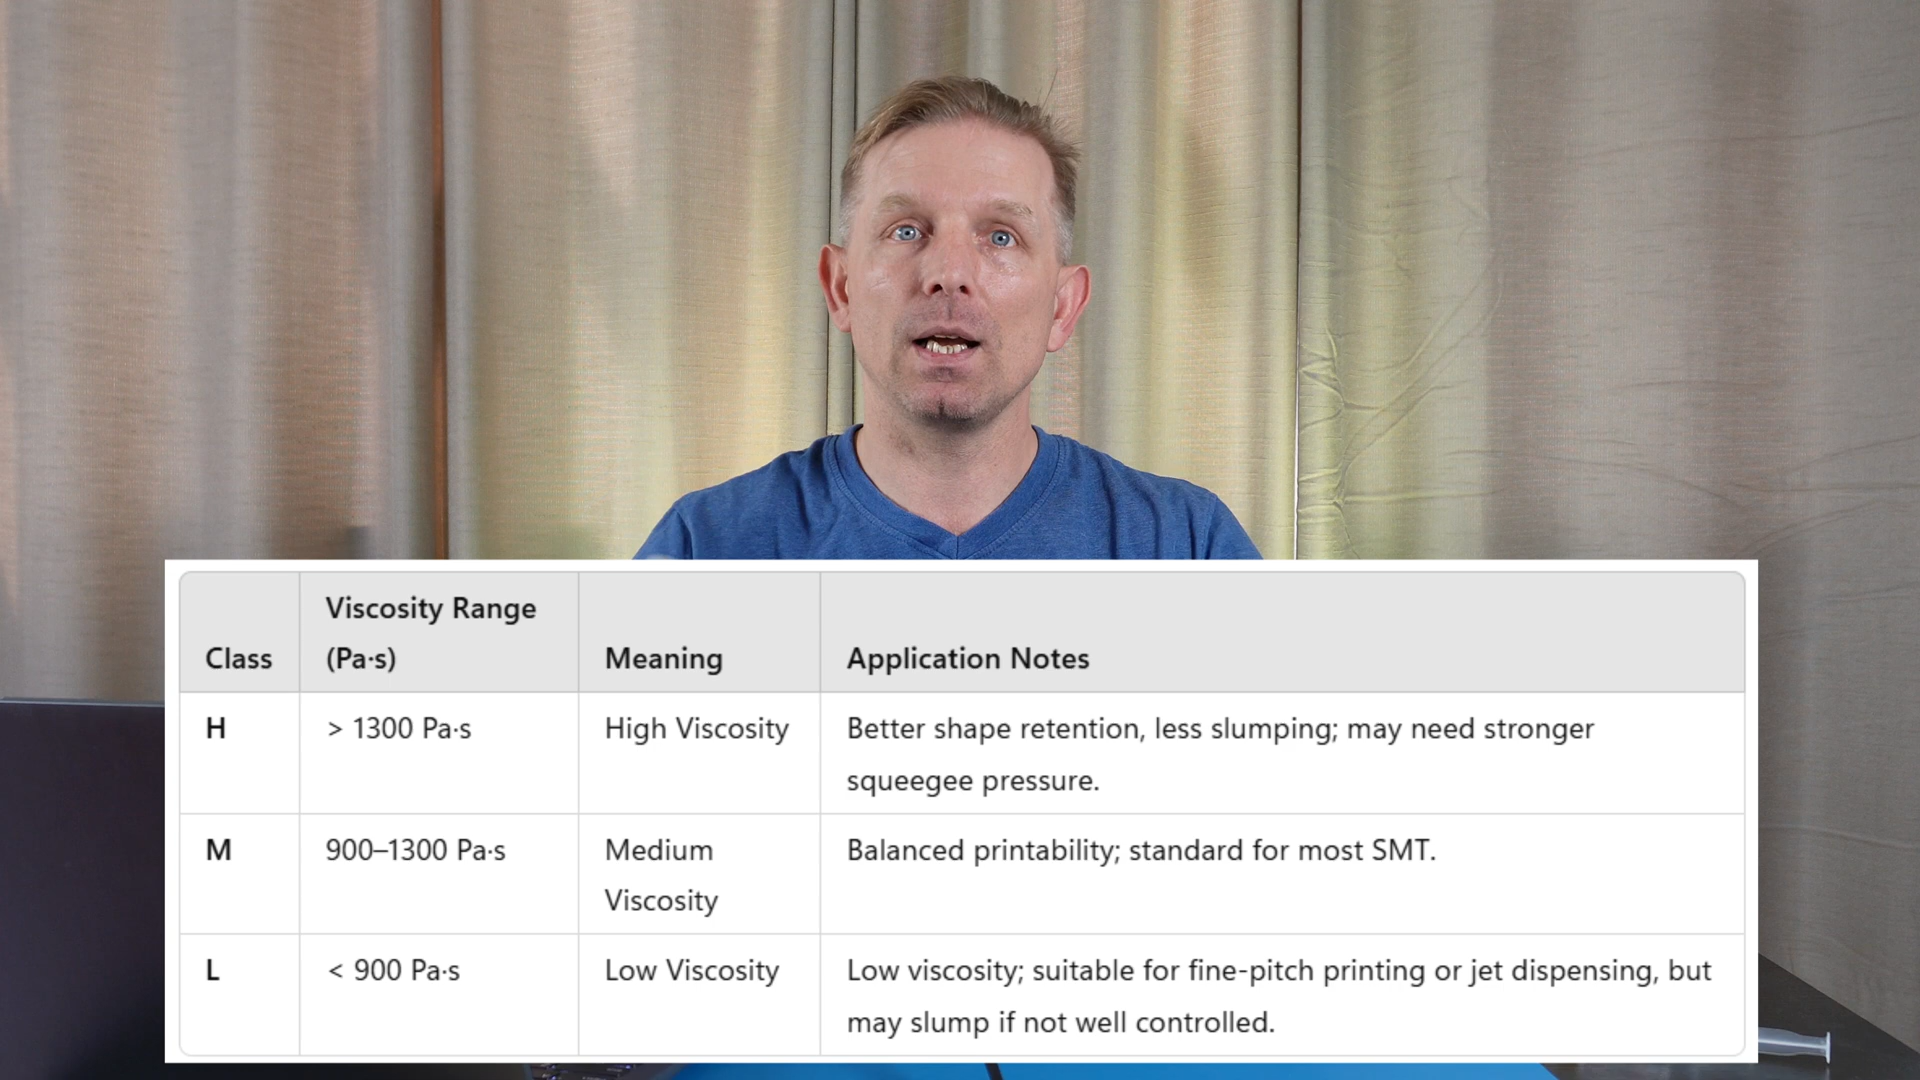 Class
Viscosity Range
(Pa·s)
Meaning
Application Notes
H
> 1300 Pa·s
High Viscosity
Better shape retention, less slumping; may need stronger
squeegee pressure.
M
900–1300 Pa·s
Medium
Viscosity
Balanced printability; standard for most SMT.
L
< 900 Pa·s
Low Viscosity
Low viscosity; suitable for fine-pitch printing or jet dispensing, but
may slump if not well controlled.